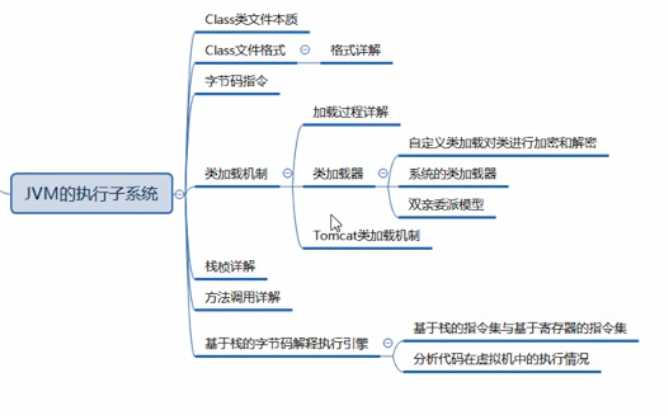 JVM的执行子系统
Class类文件本质
Class文件格式
格式详解
字节码指令
类加载机制
加载过程详解
类加载器
自定义类加载对类进行加密和解密
系统的类加载器
双亲委派模型
Tomcat类加载机制
栈桢详解
方法调用详解
基于栈的字节码解释执行引擎
基于栈的指令集与基于寄存器的指令集
分析代码在虚拟机中的执行情况